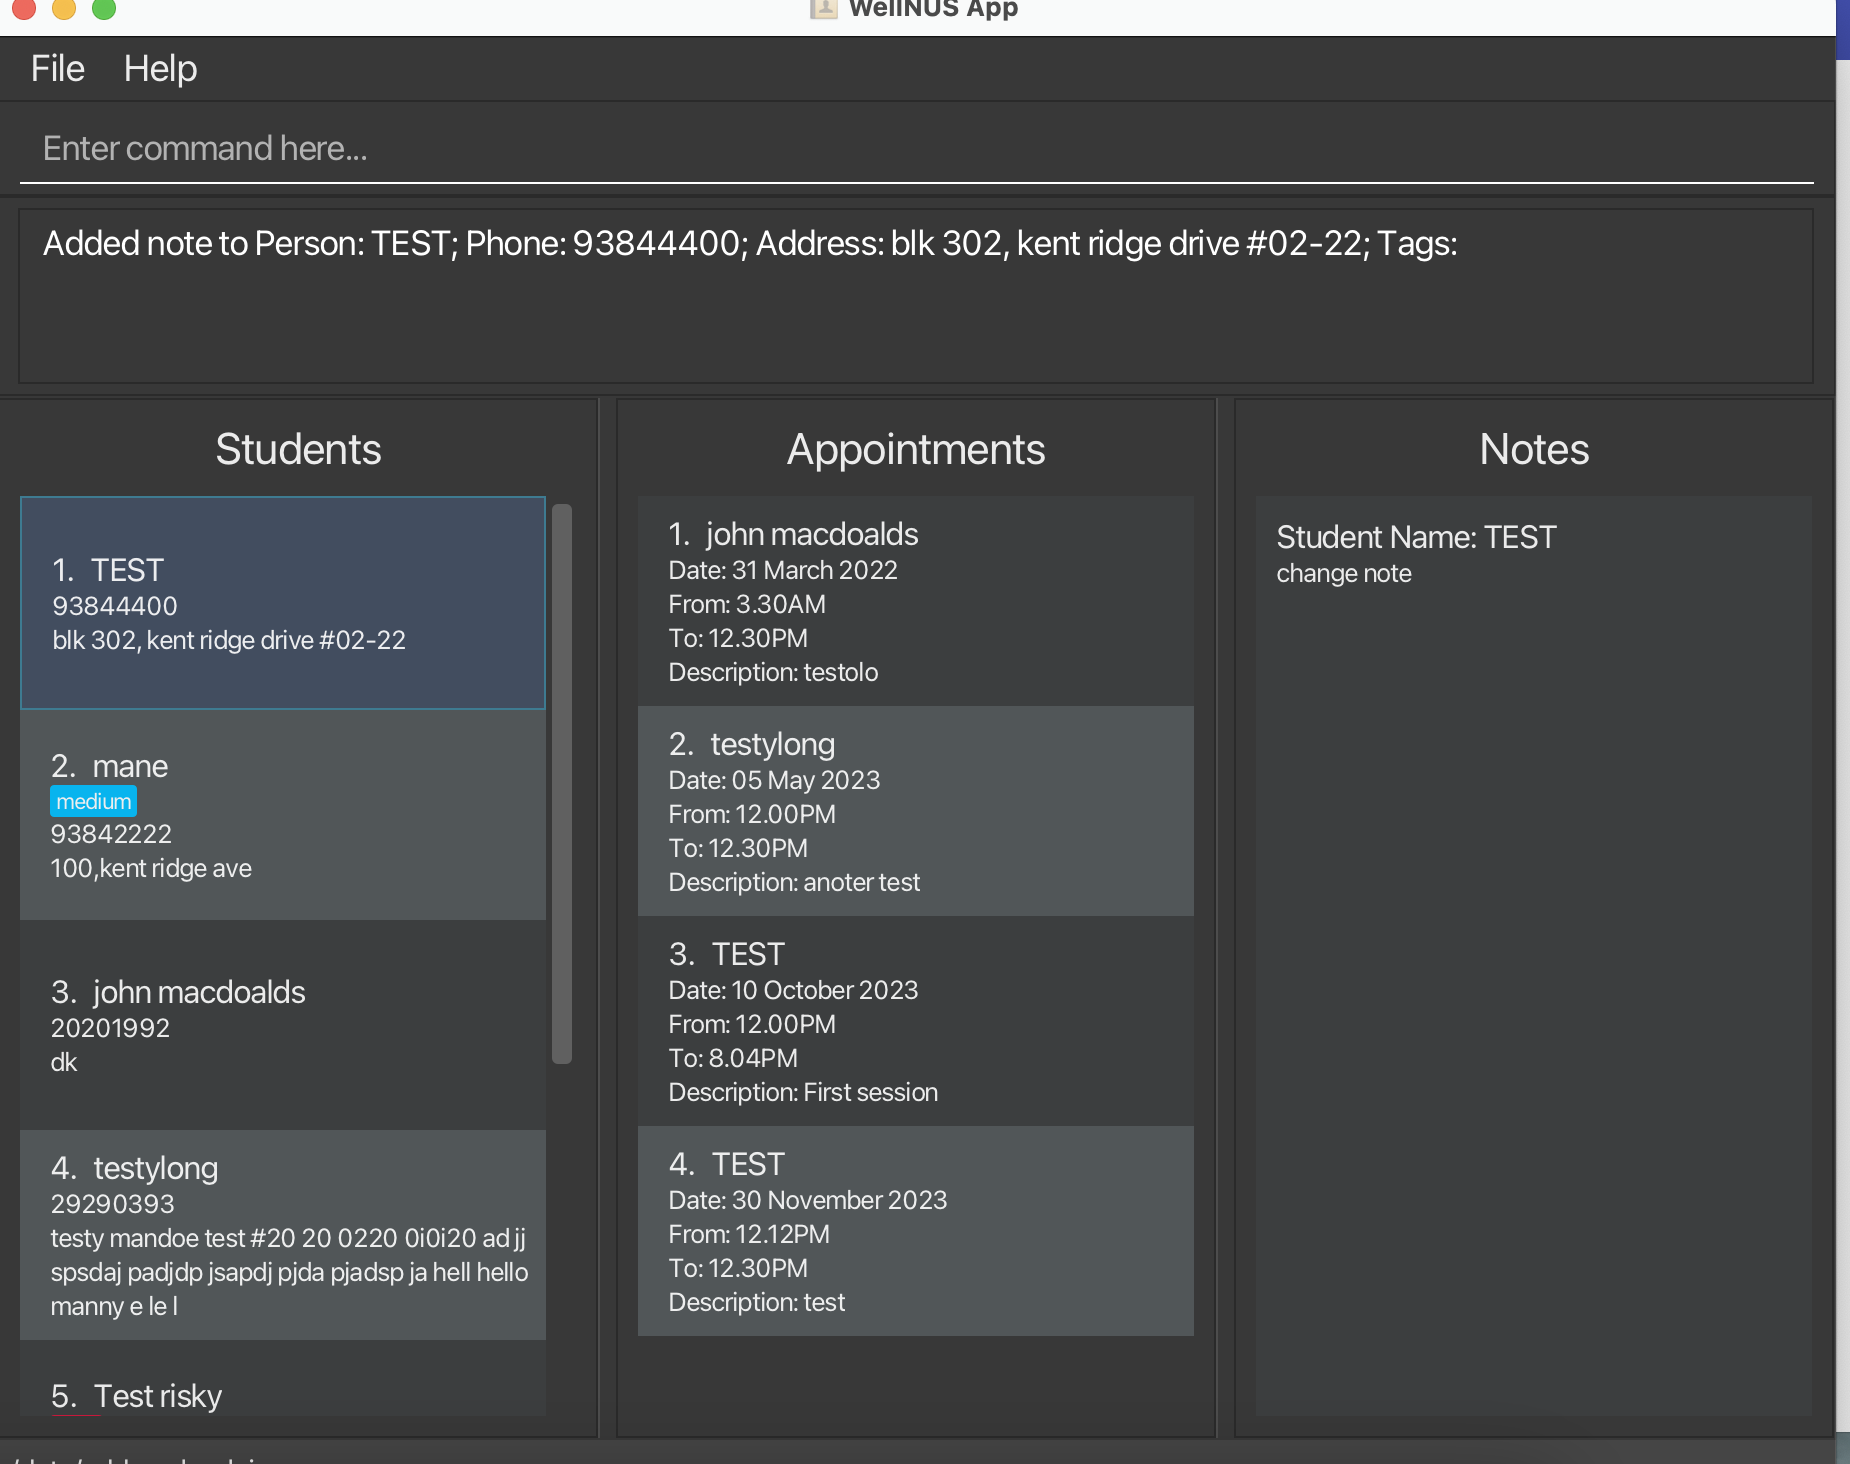 WellNUS App
File Help
Enter command here...
Added note to Person: TEST; Phone: 93844400; Address: blk 302, kent ridge drive #02-22; Tags:
Students
1. TEST
93844400
blk 302, kent ridge drive #02-22
2. mane
medium
93842222
100,kent ridge ave
3. john macdoalds
20201992
dk
4. testylong
29290393
testy mandoe test #20 20 0220 0i0i20 ad jj
spsdaj padjdp jsapdj pjda pjadsp ja hell hello
manny e le l
5. Test risky
Appointments
1. john macdoalds
Date: 31 March 2022
From: 3.30AM
To: 12.30PM
Description: testolo
2. testylong
Date: 05 May 2023
From: 12.00PM
To: 12.30PM
Description: anoter test
3. TEST
Date: 10 October 2023
From: 12.00PM
To: 8.04PM
Description: First session
4. TEST
Date: 30 November 2023
From: 12.12PM
To: 12.30PM
Description: test
Notes
Student Name: TEST
change note